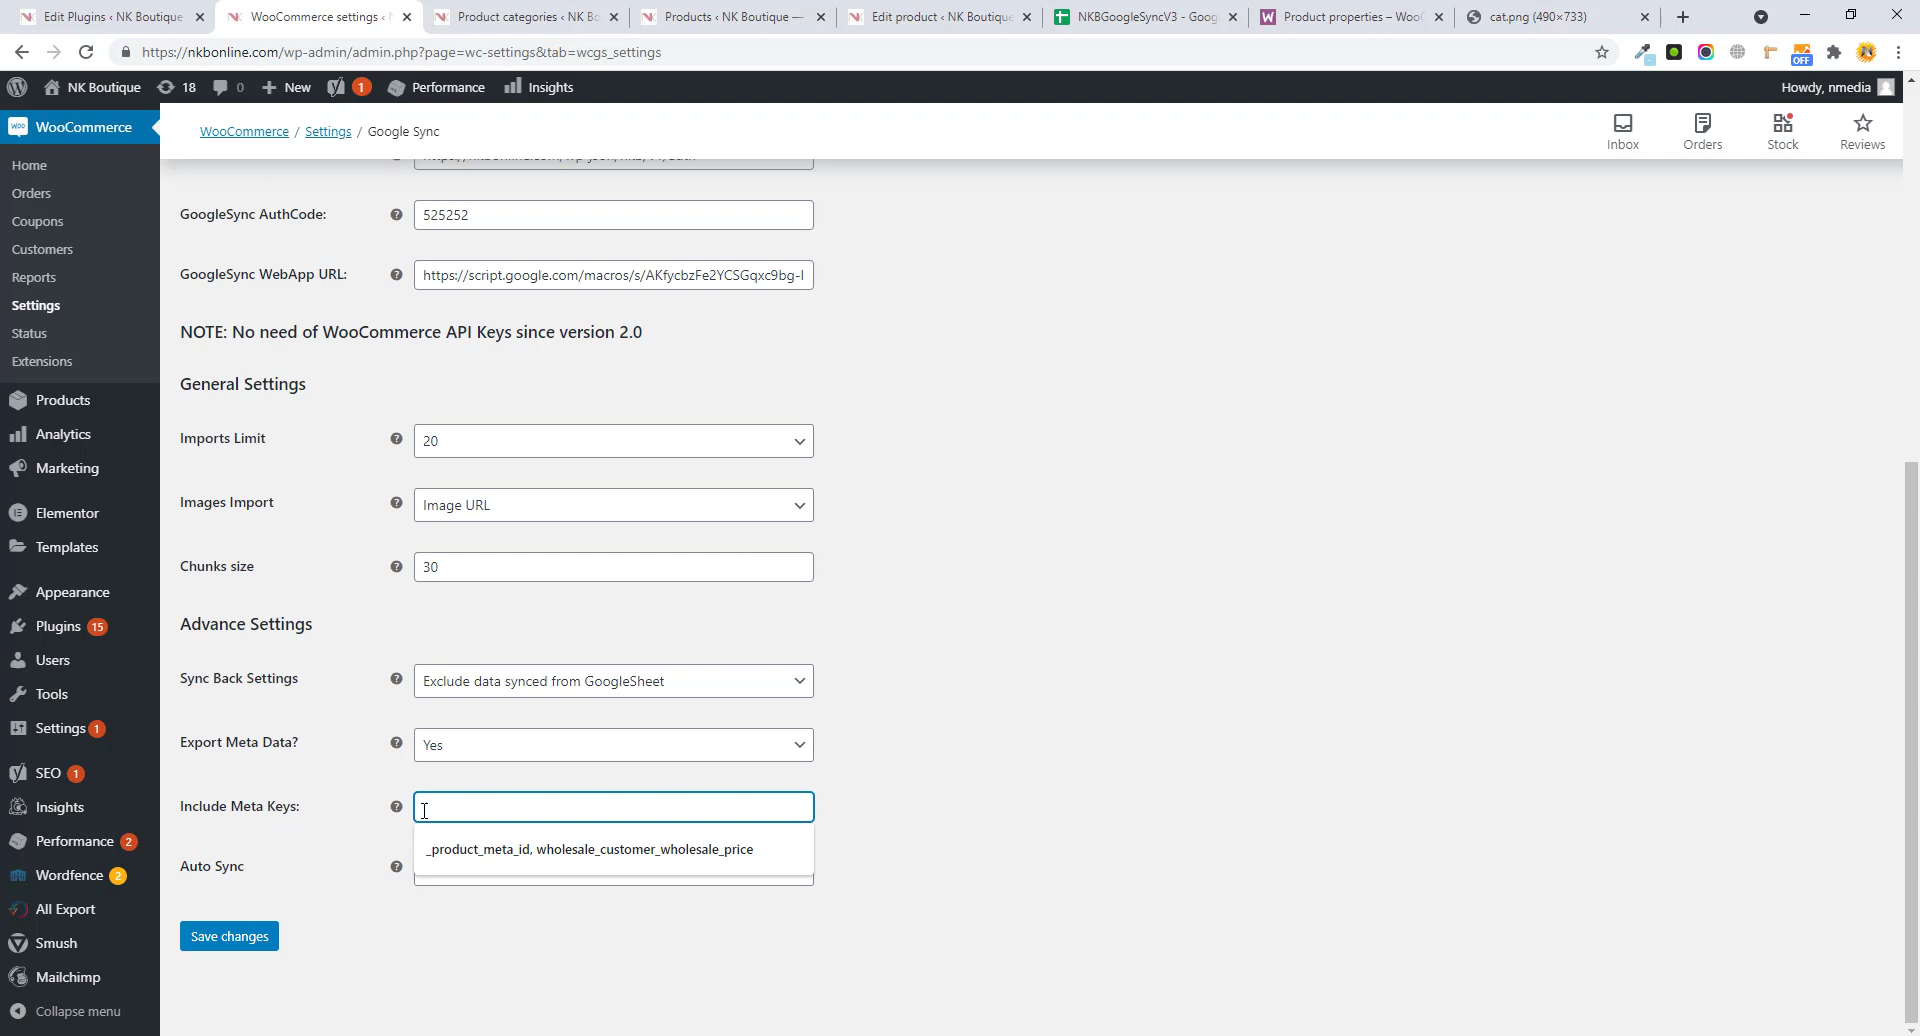 Edit Plugins ‹ NK Boutique
WooCommerce settings ‹
Product categories ‹ NK Bo
Products ‹ NK Boutique —
Edit product ‹ NK Boutique
NKBGoogleSyncV3 - Goog
Product properties – WooC
cat.png (490×733)
https://nkbonline.com/wp-admin/admin.php?page=wc-settings&tab=wcgs_settings
OFF
NK Boutique
18
0
New
1
Performance
Insights
Howdy, nmedia
WooCommerce
Home
Orders
Coupons
Customers
Reports
Settings
Status
Extensions
Products
Analytics
Marketing
Elementor
Templates
Appearance
Plugins 15
Users
Tools
Settings 1
SEO 1
Insights
Performance 2
Wordfence 2
All Export
Smush
Mailchimp
Collapse menu
WooCommerce / Settings / Google Sync
Inbox
Orders
Stock
Reviews
GoogleSync AuthCode:
525252
GoogleSync WebApp URL:
https://script.google.com/macros/s/AKfycbzFe2YCSGqxc9bg-I
NOTE: No need of WooCommerce API Keys since version 2.0
General Settings
Imports Limit
20
Images Import
Image URL
Chunks size
30
Advance Settings
Sync Back Settings
Exclude data synced from GoogleSheet
Export Meta Data?
Yes
Include Meta Keys:
_product_meta_id, wholesale_customer_wholesale_price
Auto Sync
Save changes